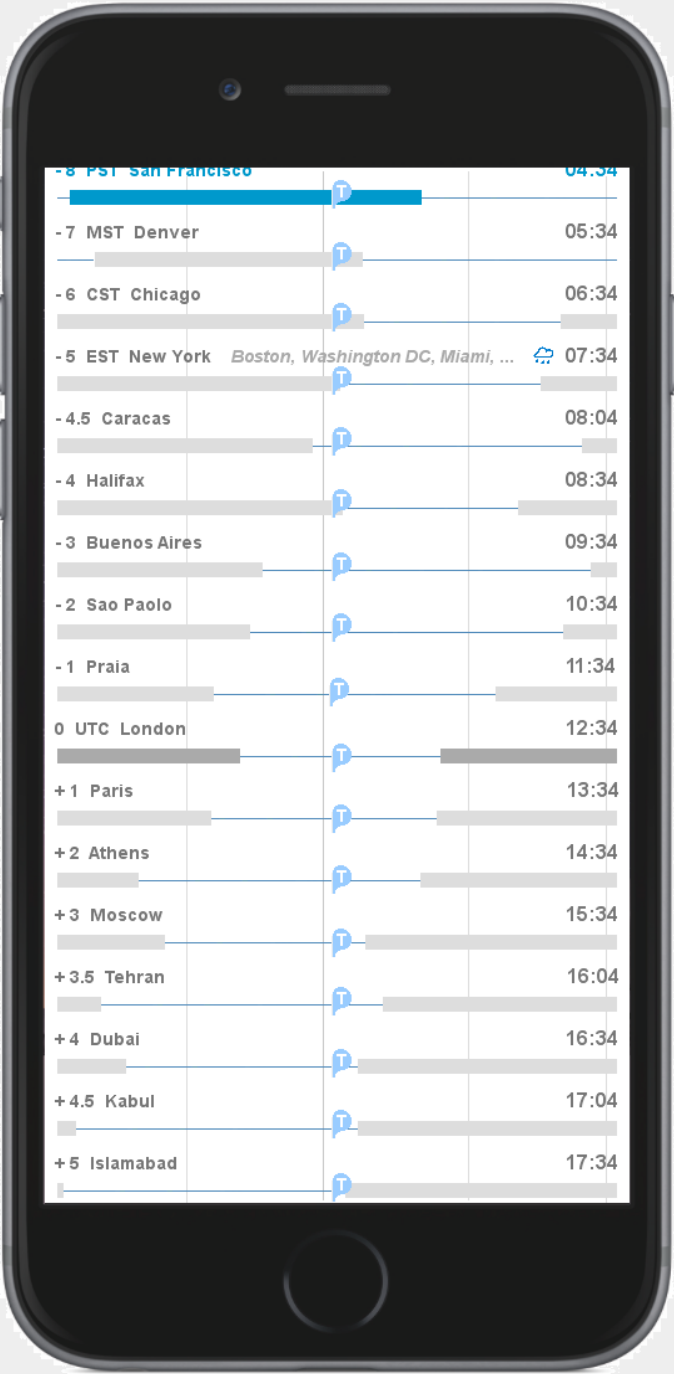 - 8 PST San Francisco 04:34
T
- 7 MST Denver 05:34
T
- 6 CST Chicago 06:34
T
- 5 EST New York Boston, Washington DC, Miami, ... 07:34
T
- 4.5 Caracas 08:04
T
- 4 Halifax 08:34
T
- 3 Buenos Aires 09:34
T
- 2 Sao Paolo 10:34
T
- 1 Praia 11:34
T
0 UTC London 12:34
T
+ 1 Paris 13:34
T
+ 2 Athens 14:34
T
+ 3 Moscow 15:34
T
+ 3.5 Tehran 16:04
T
+ 4 Dubai 16:34
T
+ 4.5 Kabul 17:04
T
+ 5 Islamabad 17:34
T